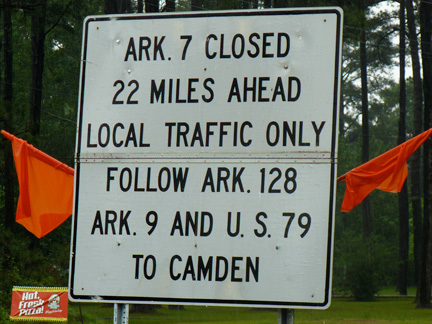 ARK. 7 CLOSED
22 MILES AHEAD
LOCAL TRAFFIC ONLY
FOLLOW ARK. 128
ARK. 9 AND U. S. 79
TO CAMDEN
Hot,
Fresh
Pizza!